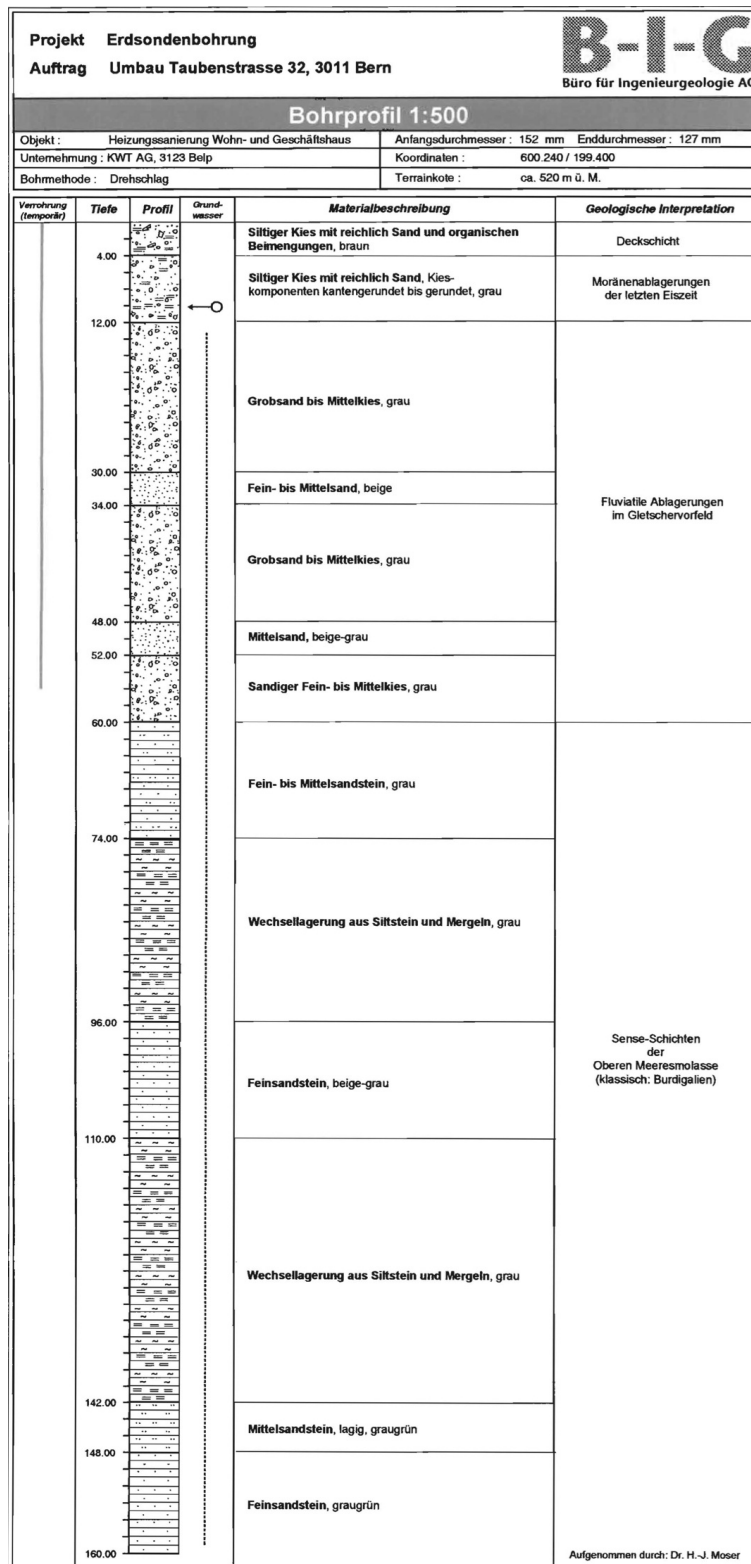 Projekt Erdsondenbohrung
Auftrag Umbau Taubenstrasse 32, 3011 Bern
B-I-G
Büro für Ingenieurgeologie AG
Bohrprofil 1:500
Objekt : Heizungssanierung Wohn- und Geschäftshaus
Anfangsdurchmesser : 152 mm Enddurchmesser : 127 mm
Unternehmung : KWT AG, 3123 Belp
Koordinaten : 600.240 / 199.400
Bohrmethode : Drehschlag
Terrainkote : ca. 520 m ü. M.
Verrohrung
(temporär)
Tiefe
Profil
Grund-
wasser
Materialbeschreibung
Geologische Interpretation
Siltiger Kies mit reichlich Sand und organischen
Beimengungen, braun
Deckschicht
4.00
Siltiger Kies mit reichlich Sand, Kies-
komponenten kantengerundet bis gerundet, grau
Moränenablagerungen
der letzten Eiszeit
12.00
Grobsand bis Mittelkies, grau
30.00
Fein- bis Mittelsand, beige
Fluviatile Ablagerungen
im Gletschervorfeld
34.00
Grobsand bis Mittelkies, grau
48.00
Mittelsand, beige-grau
52.00
Sandiger Fein- bis Mittelkies, grau
60.00
Fein- bis Mittelsandstein, grau
74.00
Wechsellagerung aus Siltstein und Mergeln, grau
96.00
Feinsandstein, beige-grau
Sense-Schichten
der
Oberen Meeresmolasse
(klassisch: Burdigalien)
110.00
Wechsellagerung aus Siltstein und Mergeln, grau
142.00
Mittelsandstein, lagig, graugrün
148.00
Feinsandstein, graugrün
160.00
Aufgenommen durch: Dr. H.-J. Moser